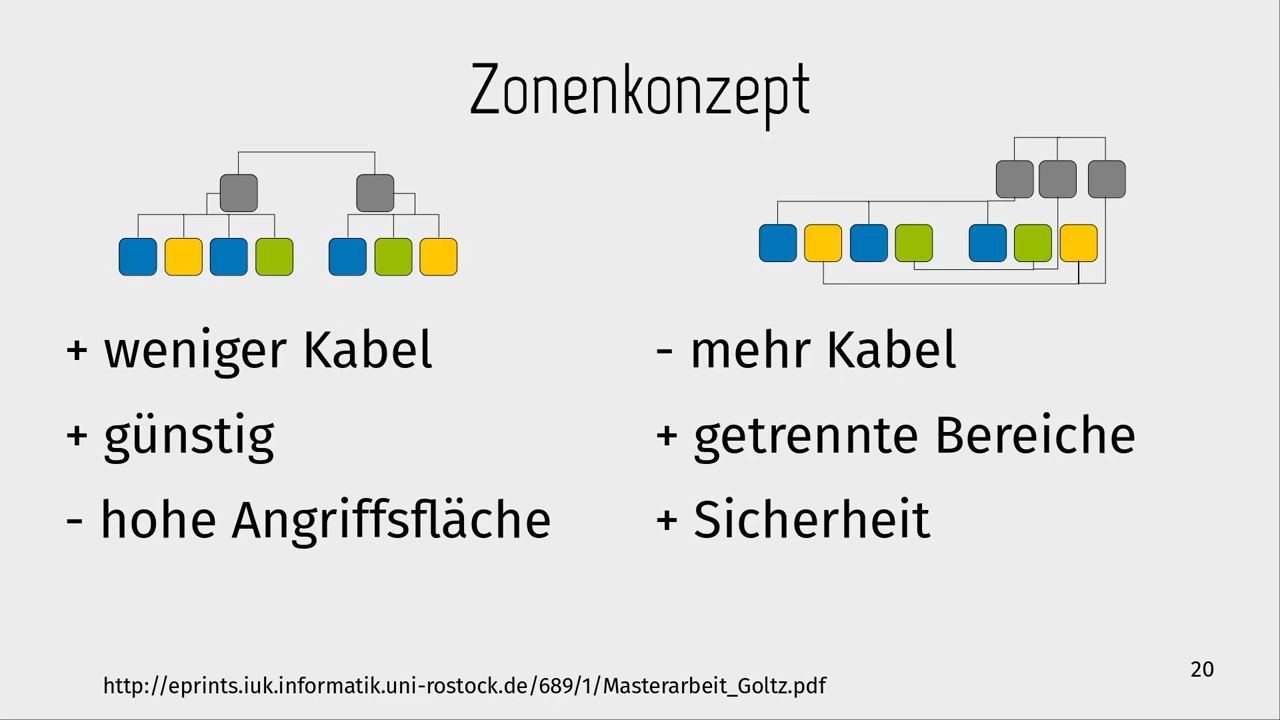 Zonenkonzept
+ weniger Kabel
+ günstig
- hohe Angriffsfläche
- mehr Kabel
+ getrennte Bereiche
+ Sicherheit
http://eprints.iuk.informatik.uni-rostock.de/689/1/Masterarbeit_Goltz.pdf
20